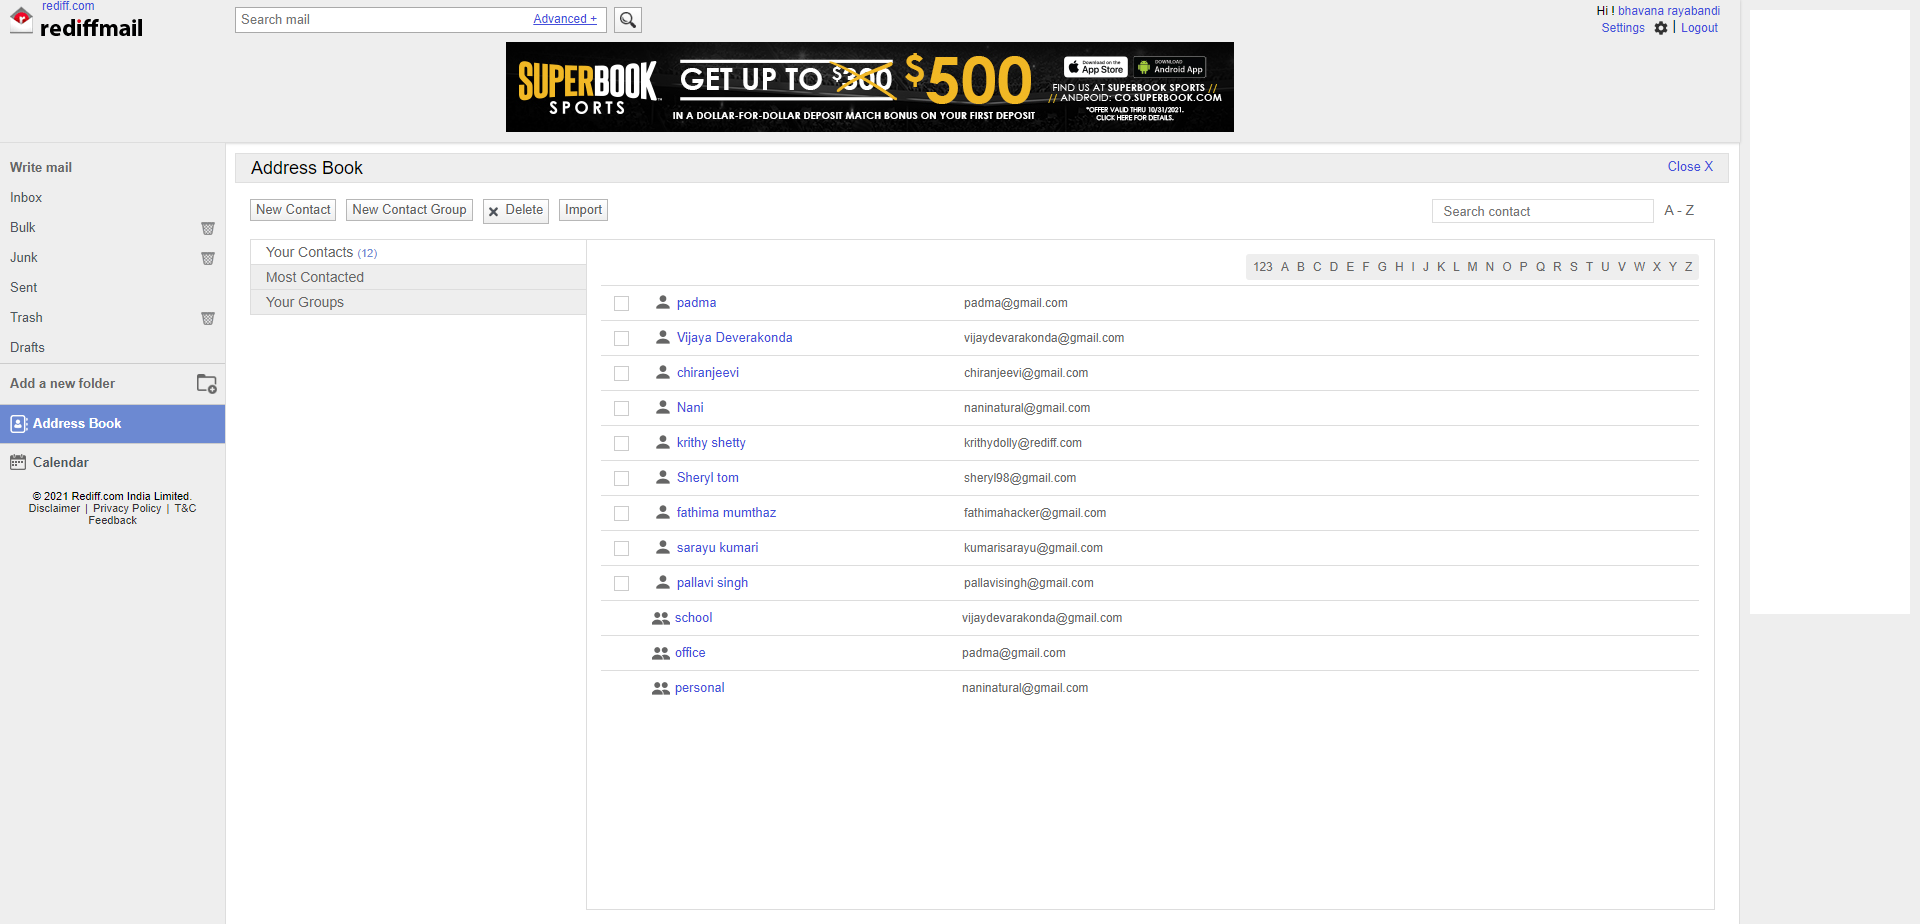 rediff.com
rediffmail
Search mail
Advanced +
Hi ! bhavana rayabandi
Settings | Logout
SUPERBOOK
SPORTS
GET UP TO $300 $500
IN A DOLLAR-FOR-DOLLAR DEPOSIT MATCH BONUS ON YOUR FIRST DEPOSIT
Download on the
App Store
DOWNLOAD
Android App
FIND US AT SUPERBOOK SPORTS //
// ANDROID: CO.SUPERBOOK.COM
*OFFER VALID THRU 10/31/2021.
CLICK HERE FOR DETAILS.
Write mail
Inbox
Bulk
Junk
Sent
Trash
Drafts
Add a new folder
Address Book
Calendar
© 2021 Rediff.com India Limited.
Disclaimer | Privacy Policy | T&C
Feedback
Address Book
Close X
New Contact
New Contact Group
Delete
Import
Search contact
A - Z
Your Contacts (12)
Most Contacted
Your Groups
123 A B C D E F G H I J K L M N O P Q R S T U V W X Y Z
padma padma@gmail.com
Vijaya Deverakonda vijaydevarakonda@gmail.com
chiranjeevi chiranjeevi@gmail.com
Nani naninatural@gmail.com
krithy shetty krithydolly@rediff.com
Sheryl tom sheryl98@gmail.com
fathima mumthaz fathimahacker@gmail.com
sarayu kumari kumarisarayu@gmail.com
pallavi singh pallavisingh@gmail.com
school vijaydevarakonda@gmail.com
office padma@gmail.com
personal naninatural@gmail.com